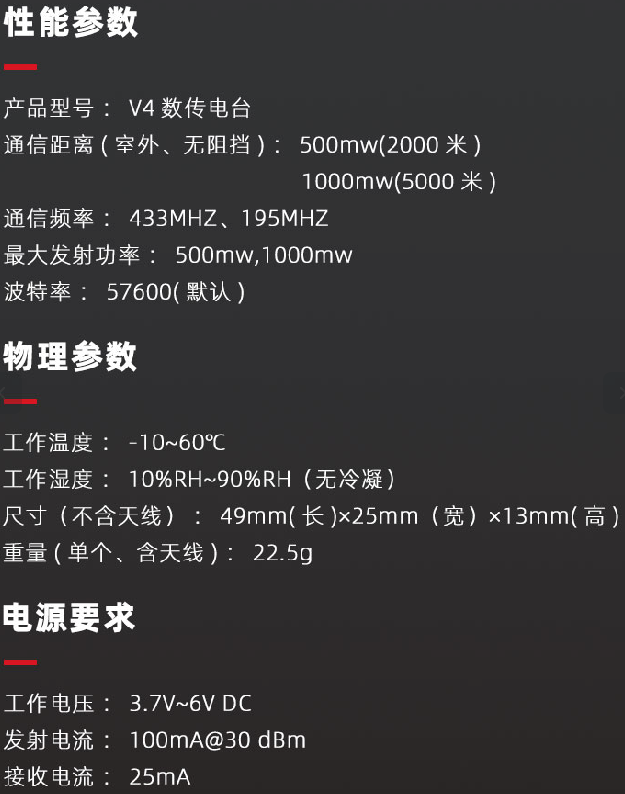 性能参数
产品型号： V4 数传电台
通信距离 ( 室外、无阻挡 )： 500mw(2000 米 )
1000mw(5000 米 )
通信频率： 433MHZ、195MHZ
最大发射功率： 500mw,1000mw
波特率： 57600( 默认 )
物理参数
工作温度： -10~60℃
工作湿度： 10%RH~90%RH（无冷凝）
尺寸（不含天线）： 49mm( 长 )×25mm（宽）×13mm( 高 )
重量 ( 单个、含天线 )： 22.5g
电源要求
工作电压： 3.7V~6V DC
发射电流： 100mA@30 dBm
接收电流： 25mA